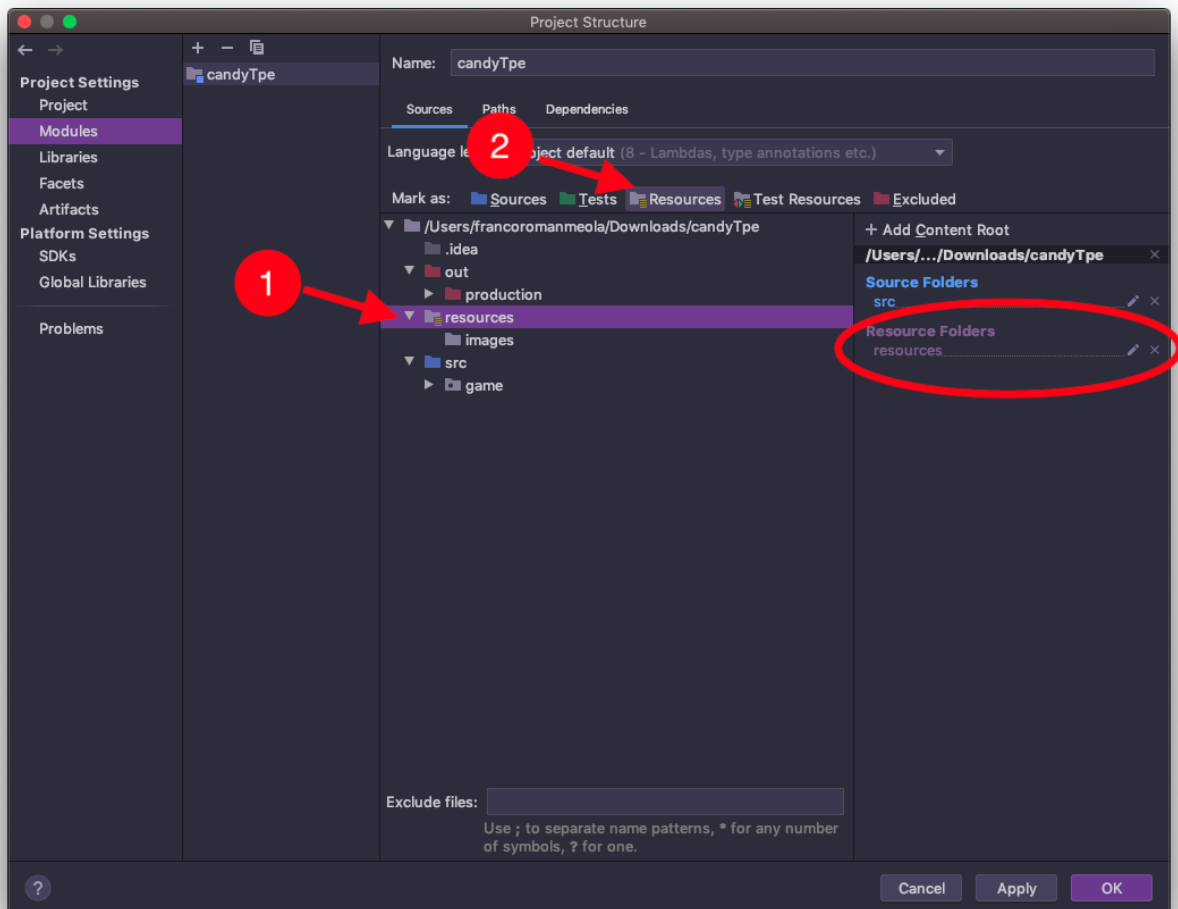 Project Structure
Project Settings
Project
Modules
Libraries
Facets
Artifacts
Platform Settings
SDKs
Global Libraries
Problems
candyTpe
Name: candyTpe
Sources Paths Dependencies
Language le 2 oject default (8 - Lambdas, type annotations etc.)
Mark as: Sources Tests Resources Test Resources Excluded
/Users/francoromanmeola/Downloads/candyTpe
.idea
out
production
1
resources
images
src
game
+ Add Content Root
/Users/.../Downloads/candyTpe
Source Folders
src
Resource Folders
resources
Exclude files:
Use ; to separate name patterns, * for any number
of symbols, ? for one.
? Cancel Apply OK